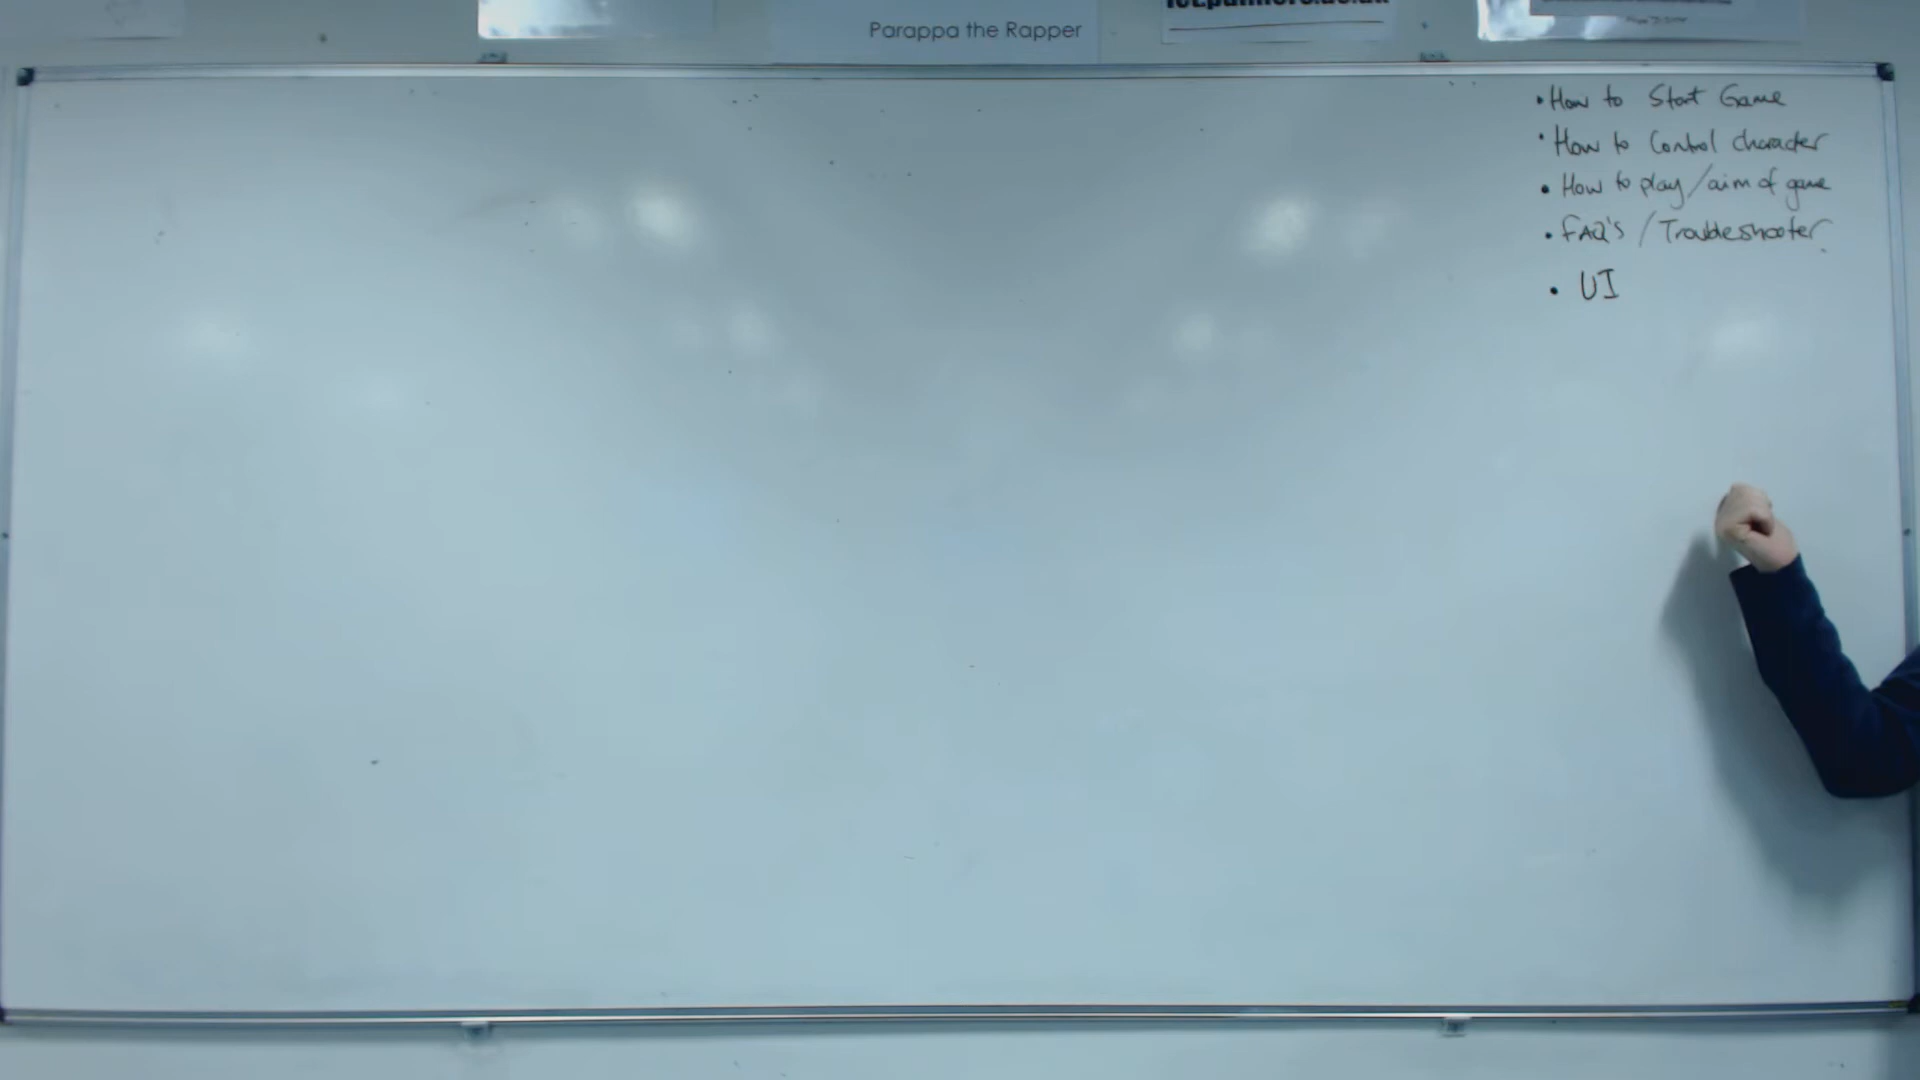 Parappa the Rapper
• How to Start Game
• How to Control character
• How to play / aim of game
• FAQ's / Troubleshooter
• UI